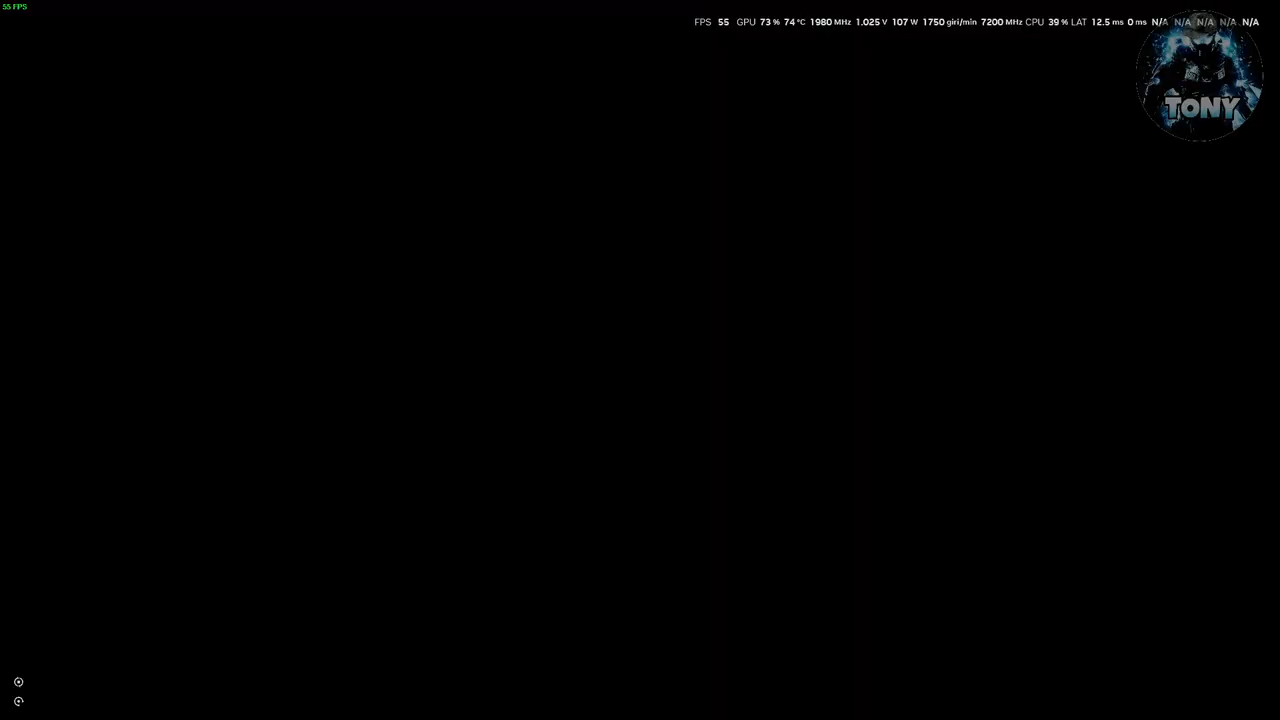 55 FPS
FPS 55 GPU 73 % 74 °C 1980 MHz 1.025 V 107 W 1750 giri/min 7200 MHz CPU 39 % LAT 12.5 ms 0 ms N/A N/A N/A N/A N/A
TONY